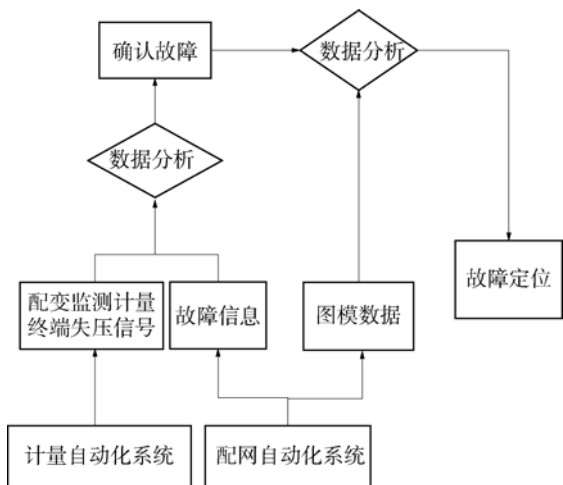 确认故障
数据分析
数据分析
配变监测计量
终端失压信号
故障信息
图模数据
故障定位
计量自动化系统
配网自动化系统